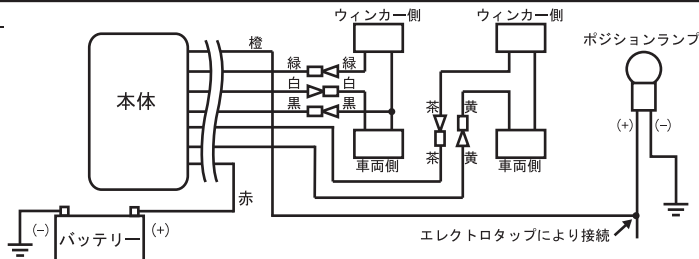 ウィンカー側
ウィンカー側
ポジションランプ
橙
緑
緑
白
白
本体
黒
黒
茶
黄
(+)
(−)
茶
黄
車両側
車両側
赤
(−)
(+)
バッテリー
エレクトロタップにより接続